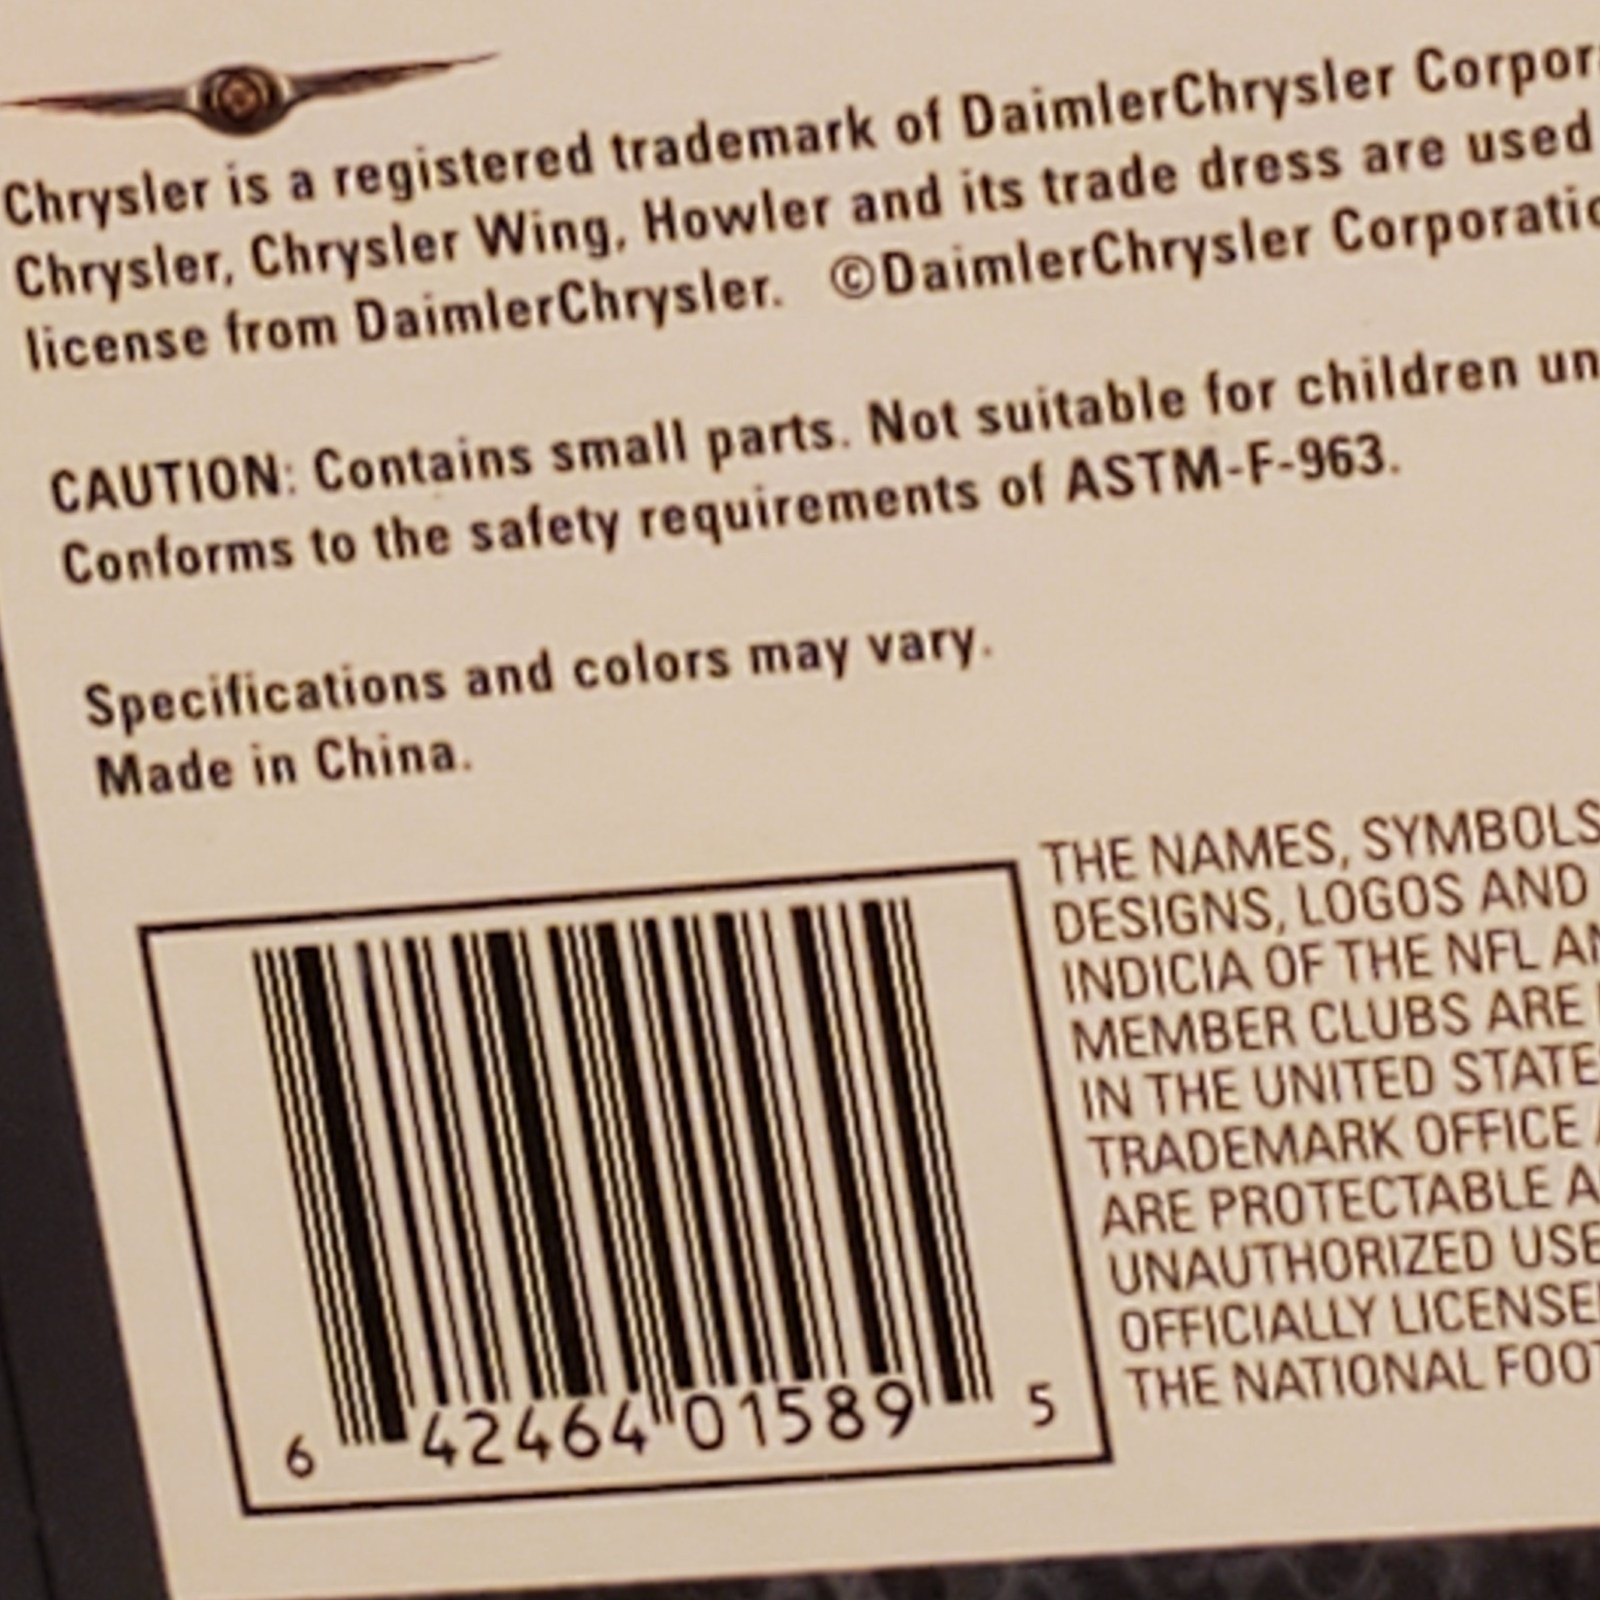 Chrysler is a registered trademark of DaimlerChrysler
Chrysler, Chrysler Wing, Howler and its trade dress are used
license from DaimlerChrysler. ©DaimlerChrysler
CAUTION: Contains small parts. Not suitable for children
Conforms to the safety requirements of ASTM-F-963.
Specifications and colors may vary.
Made in China.
THE NAMES, SYMBOLS
DESIGNS, LOGOS AND
INDICIA OF THE NFL
MEMBER CLUBS ARE
IN THE UNITED
TRADEMARK OFFICE
ARE PROTECTABLE
UNAUTHORIZED USE
OFFICIALLY
THE NATIONAL
6 42464 01589 5